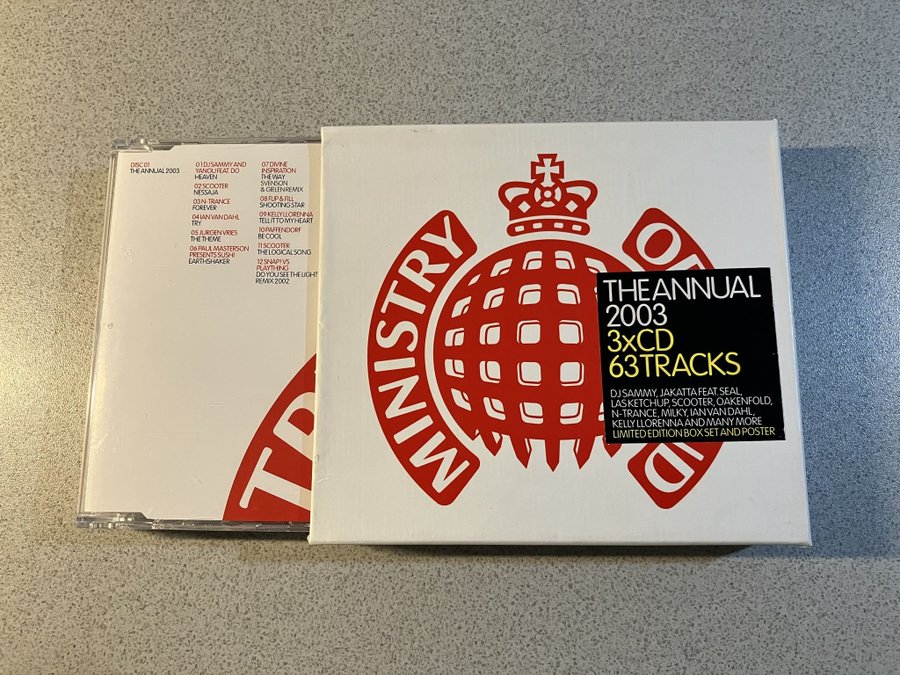 DISC 01
THE ANNUAL 2003
01 DJ SAMMY AND
YANOU FEAT. DO
HEAVEN
02 SCOOTER
NESSAJA
03 N-TRANCE
FOREVER
04 IAN VAN DAHL
TRY
05 JURGEN VRIES
THE THEME
06 PAUL MASTERSON
PRESENTS SUSHI
EARTHSHAKER
07 DIVINE
INSPIRATION
THE WAY
SVENSON
& GIELEN REMIX
08 FLIP & FILL
SHOOTING STAR
09 KELLY LLORENNA
TELL IT TO MY HEART
10 PAFFENDORF
BE COOL
11 SCOOTER
THE LOGICAL SONG
12 SNAP! VS
PLAYTHING
DO YOU SEE THE LIGHT
REMIX 2002
MINISTRY
OF
ND
THE ANNUAL
2003
3xCD
63 TRACKS
DJ SAMMY, JAKATTA FEAT. SEAL,
LAS KETCHUP, SCOOTER, OAKENFOLD,
N-TRANCE, MILKY, IAN VAN DAHL,
KELLY LLORENNA AND MANY MORE
LIMITED EDITION BOX SET AND POSTER